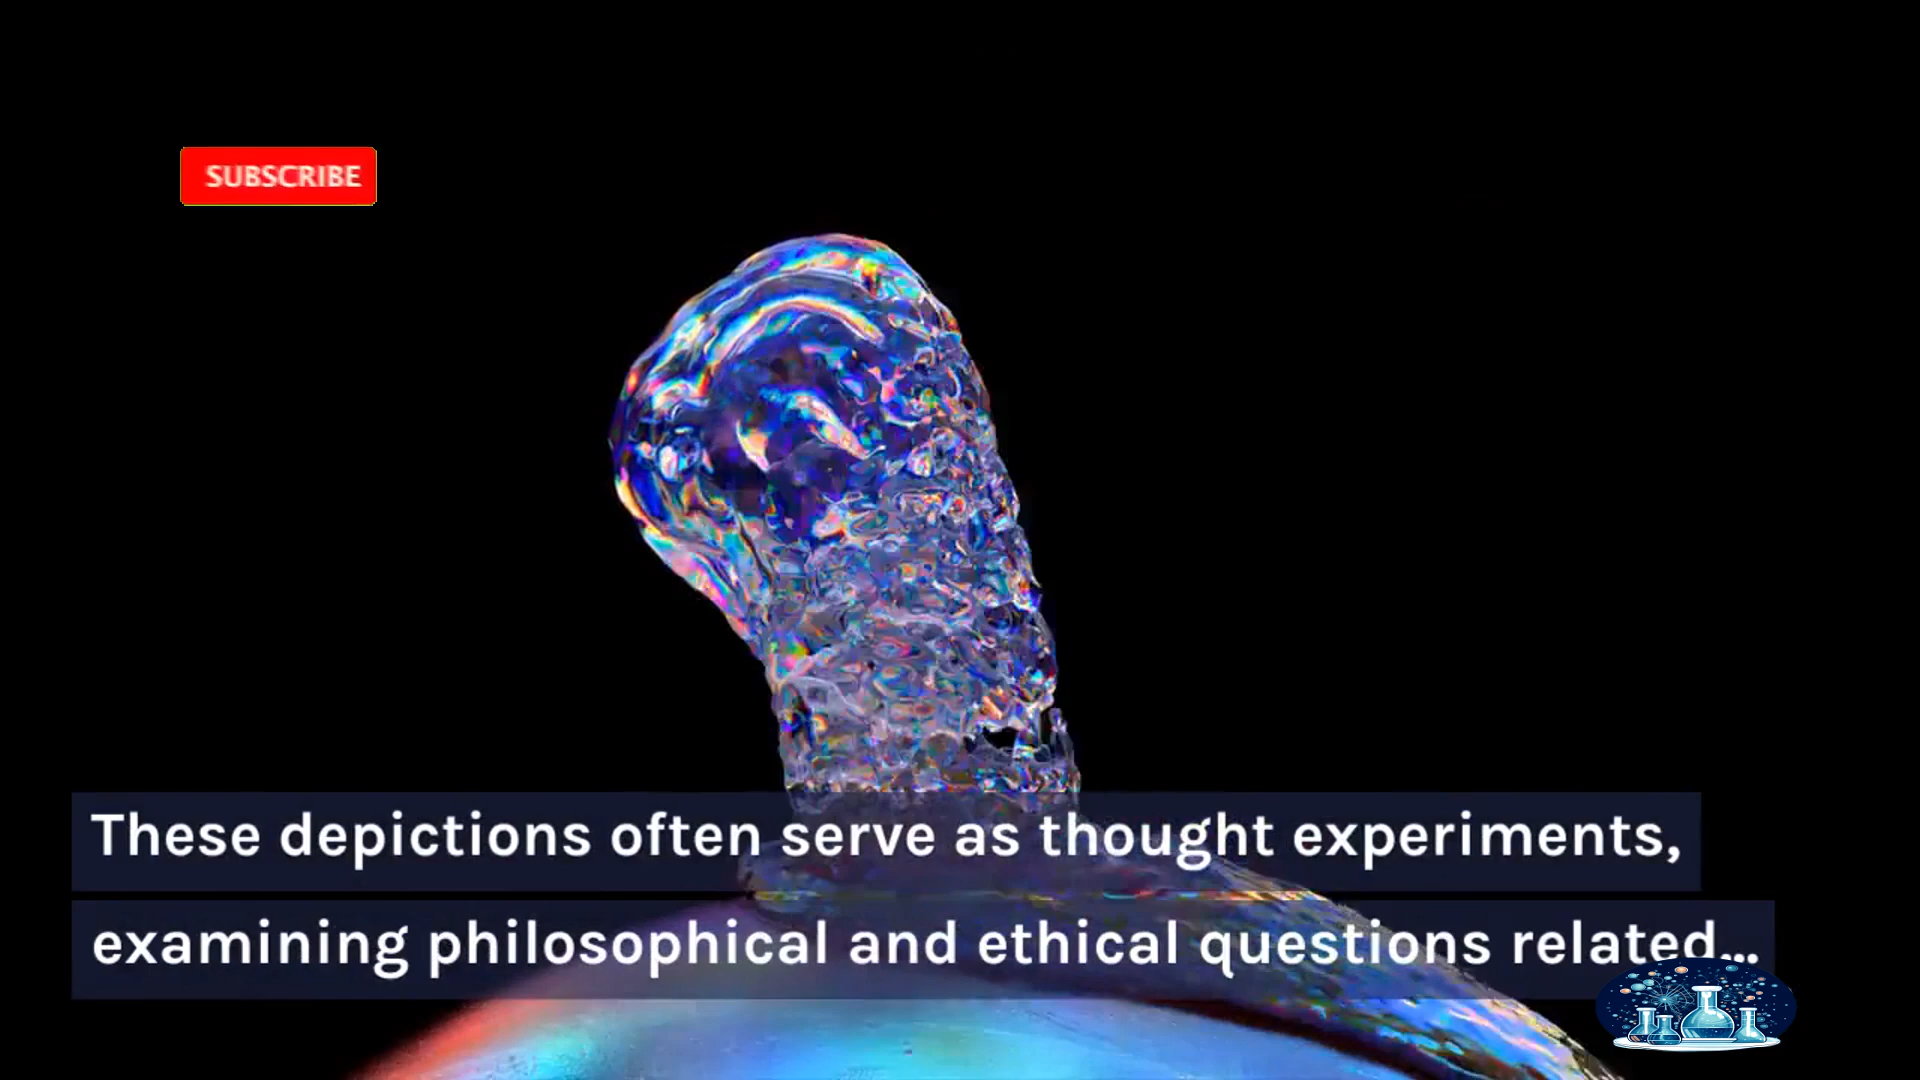 SUBSCRIBE
These depictions often serve as thought experiments,
examining philosophical and ethical questions related...